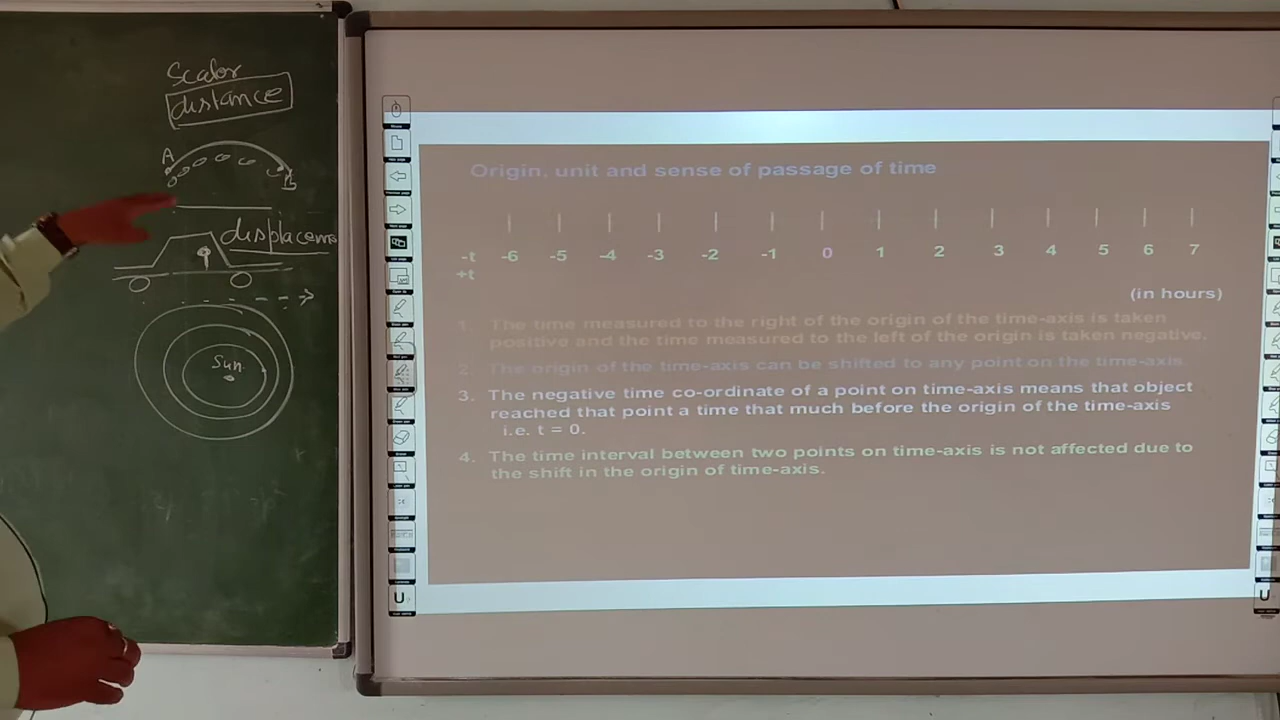 Scalar
distance
A
B
displaceme
Sun
Origin, unit and sense of passage of time
-t -6 -5 -4 -3 -2 -1 0 1 2 3 4 5 6 7
+t
(in hours)
1. The time measured to the right of the origin of the time-axis is taken
positive and the time measured to the left of the origin is taken negative.
2. The origin of the time-axis can be shifted to any point on the time-axis.
3. The negative time co-ordinate of a point on time-axis means that object
reached that point a time that much before the origin of the time-axis
i.e. t = 0.
4. The time interval between two points on time-axis is not affected due to
the shift in the origin of time-axis.